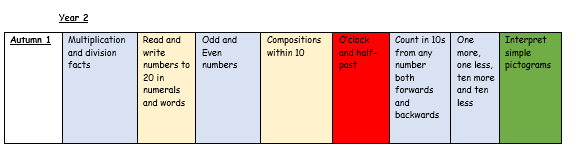 Year 2
Autumn 1
Multiplication
and division
facts
Read and
write
numbers to
20 in
numerals
and words
Odd and
Even
numbers
Compositions
within 10
O'clock
and half-
past
Count in 10s
from any
number
both
forwards
and
backwards
One
more,
one less,
ten more
and ten
less
Interpret
simple
pictograms